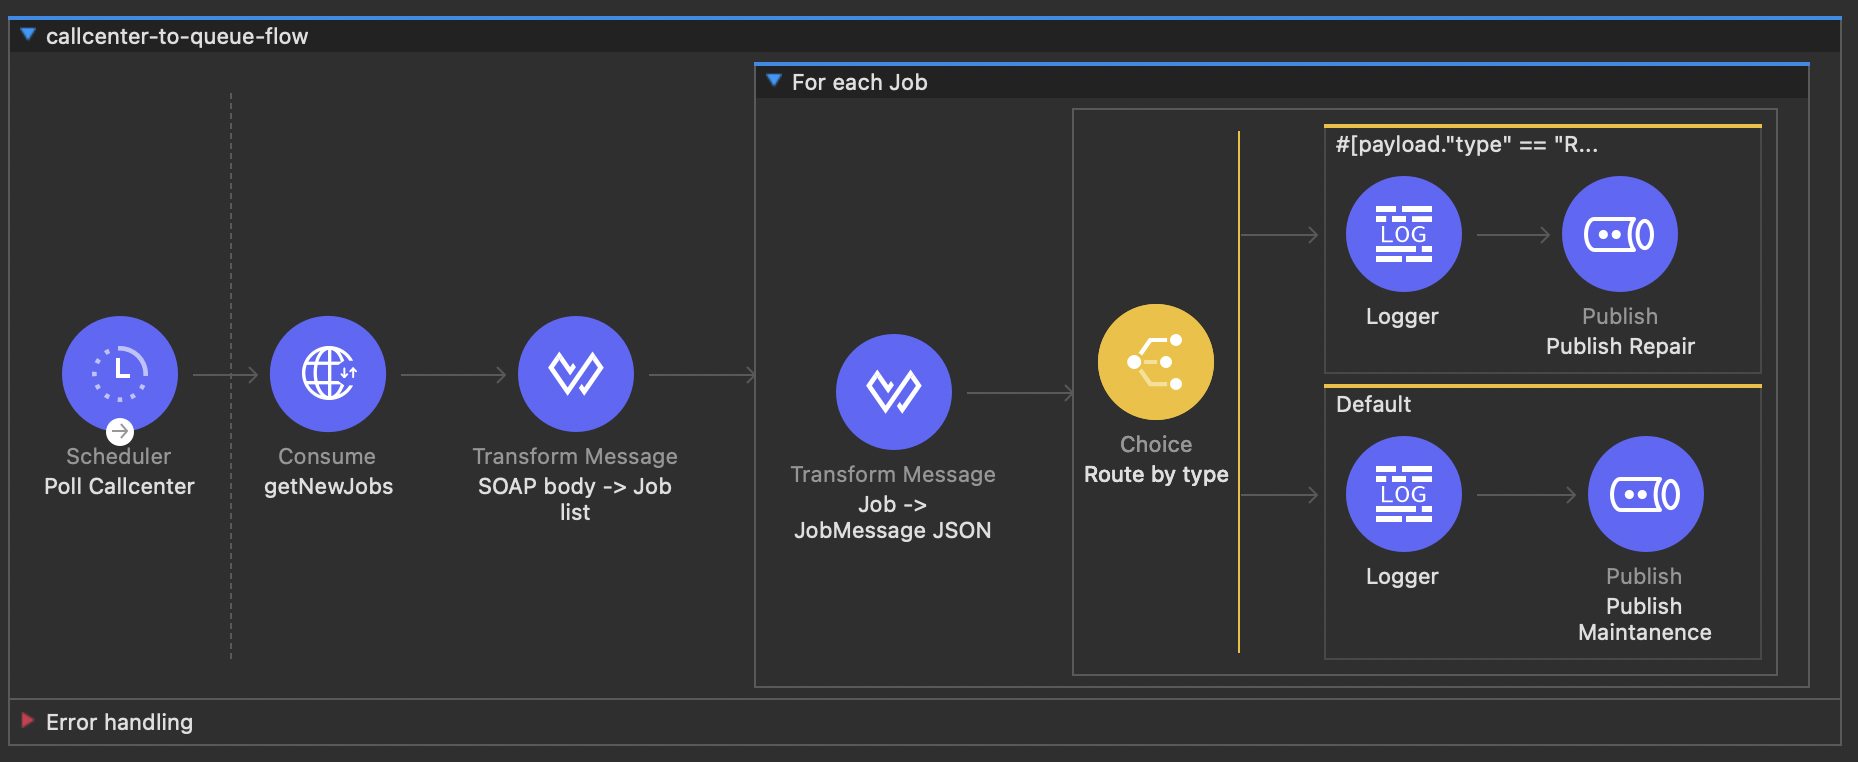 callcenter-to-queue-flow
For each Job
#[payload."type" == "R...
LOG
Logger
Publish
Publish Repair
Scheduler
Poll Callcenter
Consume
getNewJobs
Transform Message
SOAP body -> Job
list
Transform Message
Job ->
JobMessage JSON
Choice
Route by type
Default
LOG
Logger
Publish
Publish
Maintanence
Error handling